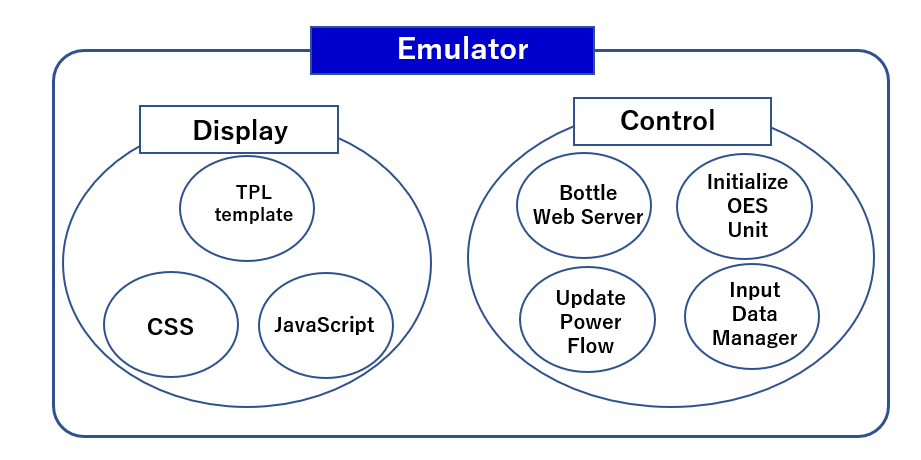 Emulator
Display
TPL
template
CSS
JavaScript
Control
Bottle
Web Server
Initialize
OES
Unit
Update
Power
Flow
Input
Data
Manager